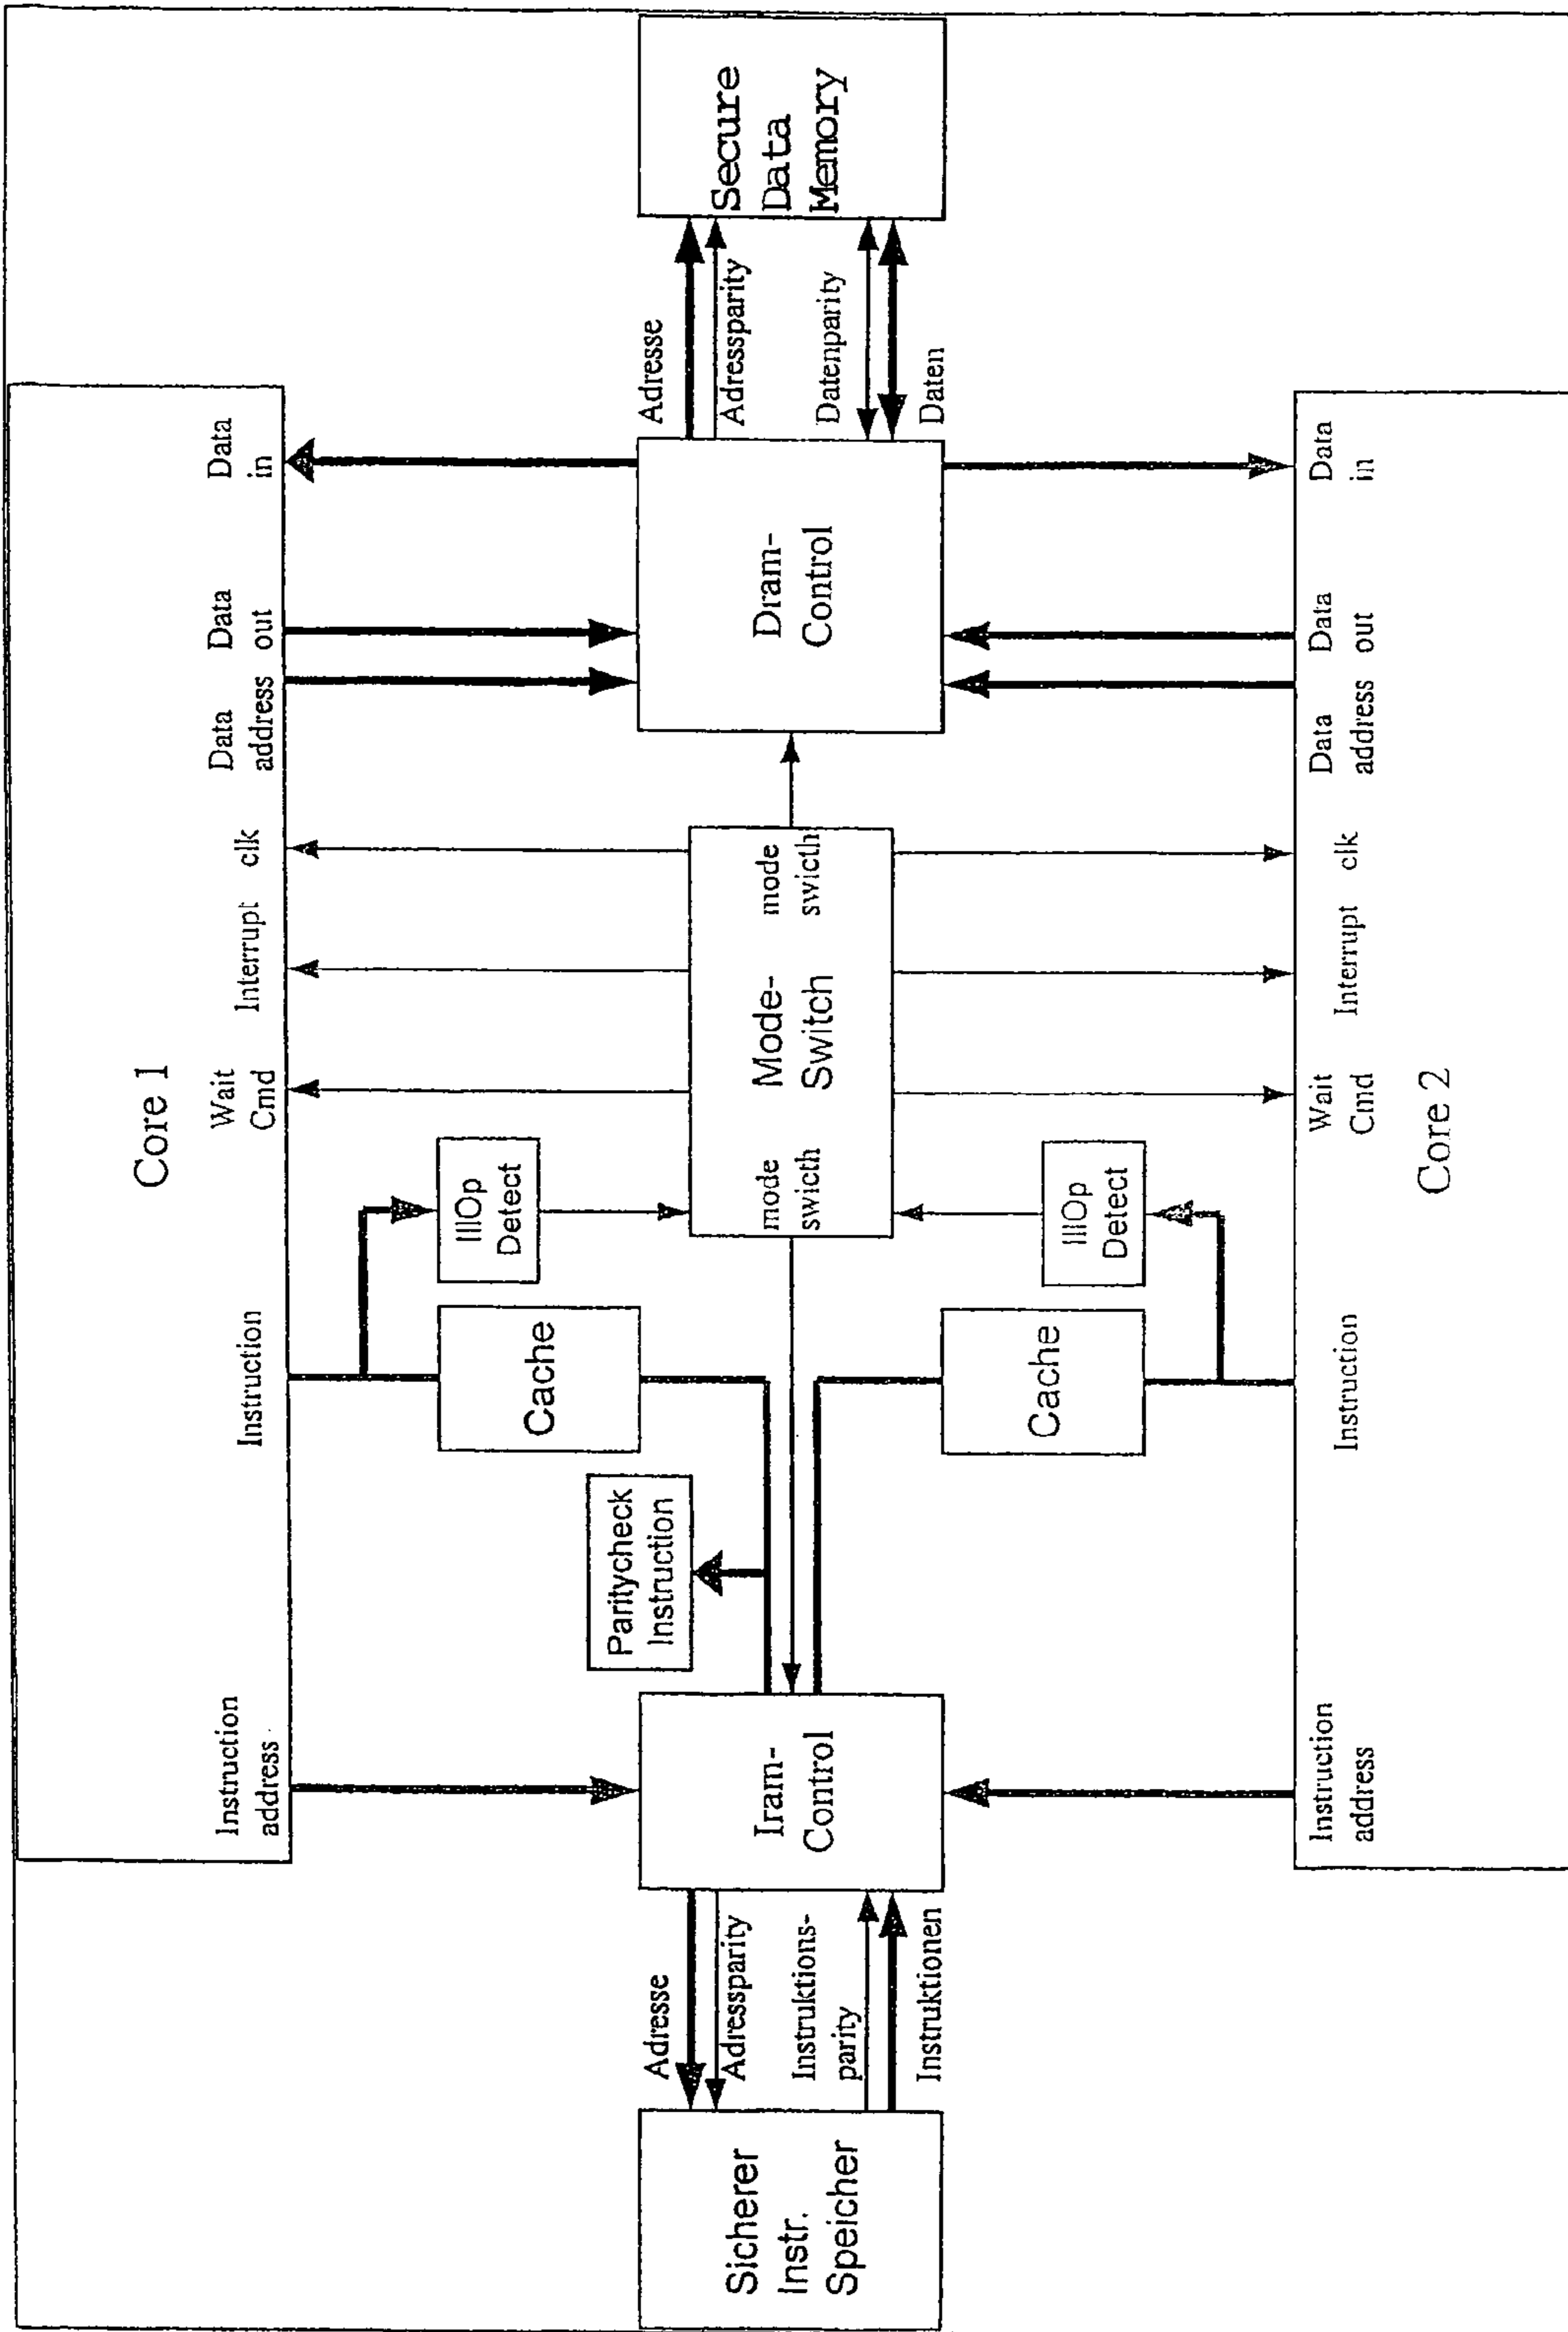 Core 1
Instruction
address
Instruction
Wait
Cmd
Interrupt
clk
Data
address
Data
out
Data
in
IllOp
Detect
Cache
Paritycheck
Instruction
Adresse
Adressparity
Instruktions-
parity
Instruktionen
Sicherer
Instr.
Speicher
Iram-
Control
mode
swicth
Mode-
Switch
mode
swicth
Dram-
Control
Adresse
Adressparity
Datenparity
Daten
Secure
Data
Memory
Cache
IllOp
Detect
Instruction
address
Instruction
Wait
Cmd
Interrupt
clk
Data
address
Data
out
Data
in
Core 2